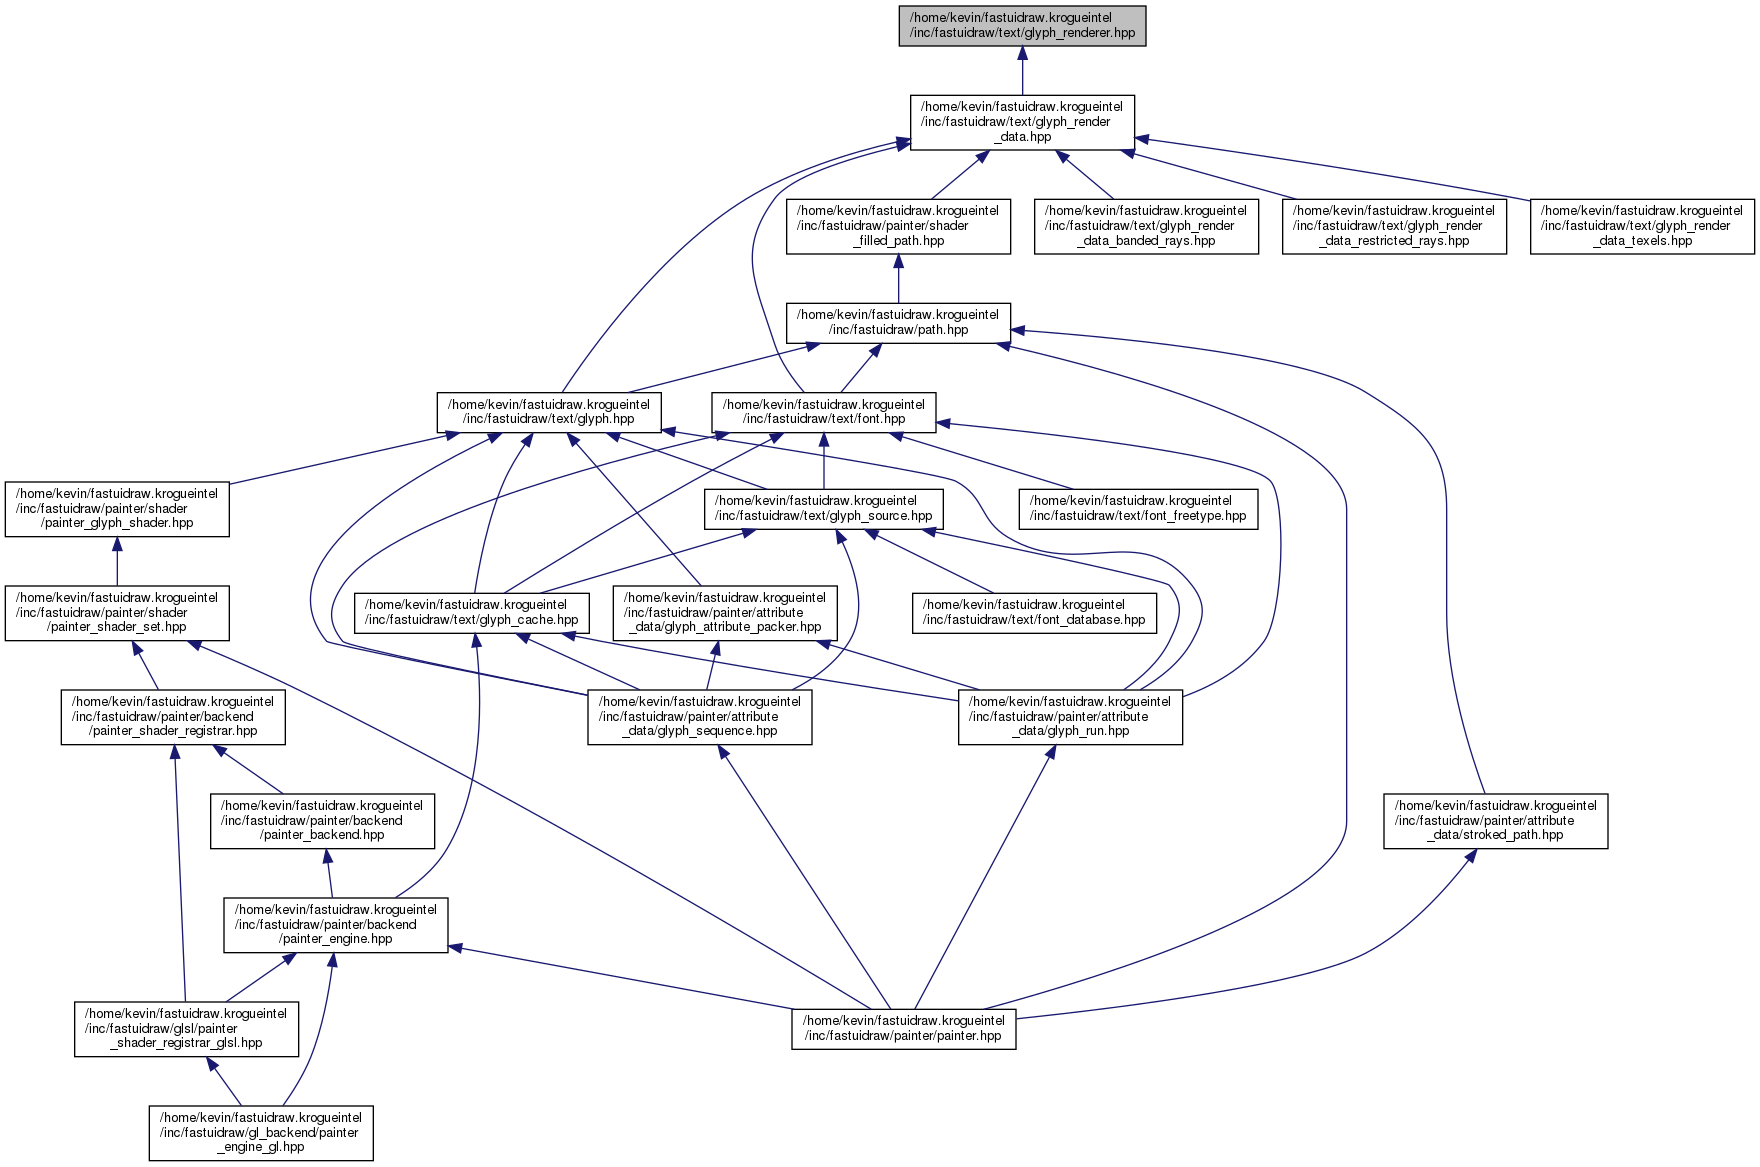 /home/kevin/fastuidraw.krogueintel
/inc/fastuidraw/text/glyph_renderer.hpp
/home/kevin/fastuidraw.krogueintel
/inc/fastuidraw/text/glyph_render
_data.hpp
/home/kevin/fastuidraw.krogueintel
/inc/fastuidraw/painter/shader
_filled_path.hpp
/home/kevin/fastuidraw.krogueintel
/inc/fastuidraw/text/glyph_render
_data_banded_rays.hpp
/home/kevin/fastuidraw.krogueintel
/inc/fastuidraw/text/glyph_render
_data_restricted_rays.hpp
/home/kevin/fastuidraw.krogueintel
/inc/fastuidraw/text/glyph_render
_data_texels.hpp
/home/kevin/fastuidraw.krogueintel
/inc/fastuidraw/path.hpp
/home/kevin/fastuidraw.krogueintel
/inc/fastuidraw/text/glyph.hpp
/home/kevin/fastuidraw.krogueintel
/inc/fastuidraw/text/font.hpp
/home/kevin/fastuidraw.krogueintel
/inc/fastuidraw/painter/shader
/painter_glyph_shader.hpp
/home/kevin/fastuidraw.krogueintel
/inc/fastuidraw/text/glyph_source.hpp
/home/kevin/fastuidraw.krogueintel
/inc/fastuidraw/text/font_freetype.hpp
/home/kevin/fastuidraw.krogueintel
/inc/fastuidraw/painter/shader
/painter_shader_set.hpp
/home/kevin/fastuidraw.krogueintel
/inc/fastuidraw/text/glyph_cache.hpp
/home/kevin/fastuidraw.krogueintel
/inc/fastuidraw/painter/attribute
_data/glyph_attribute_packer.hpp
/home/kevin/fastuidraw.krogueintel
/inc/fastuidraw/text/font_database.hpp
/home/kevin/fastuidraw.krogueintel
/inc/fastuidraw/painter/backend
/painter_shader_registrar.hpp
/home/kevin/fastuidraw.krogueintel
/inc/fastuidraw/painter/attribute
_data/glyph_sequence.hpp
/home/kevin/fastuidraw.krogueintel
/inc/fastuidraw/painter/attribute
_data/glyph_run.hpp
/home/kevin/fastuidraw.krogueintel
/inc/fastuidraw/painter/backend
/painter_backend.hpp
/home/kevin/fastuidraw.krogueintel
/inc/fastuidraw/painter/attribute
_data/stroked_path.hpp
/home/kevin/fastuidraw.krogueintel
/inc/fastuidraw/painter/backend
/painter_engine.hpp
/home/kevin/fastuidraw.krogueintel
/inc/fastuidraw/glsl/painter
_shader_registrar_glsl.hpp
/home/kevin/fastuidraw.krogueintel
/inc/fastuidraw/painter/painter.hpp
/home/kevin/fastuidraw.krogueintel
/inc/fastuidraw/gl_backend/painter
_engine_gl.hpp